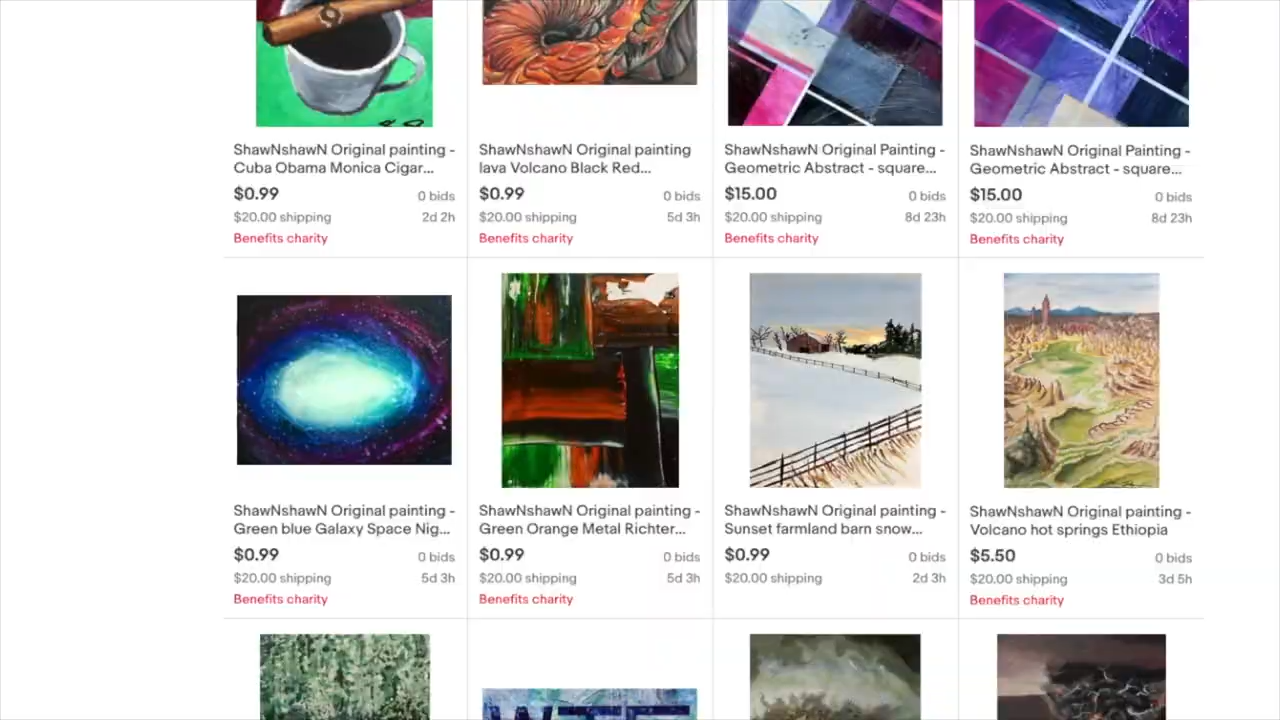 ShawNshawN Original painting -
Cuba Obama Monica Cigar...
$0.99 0 bids
$20.00 shipping 2d 2h
Benefits charity
ShawNshawN Original painting
lava Volcano Black Red...
$0.99 0 bids
$20.00 shipping 5d 3h
Benefits charity
ShawNshawN Original Painting -
Geometric Abstract - square...
$15.00 0 bids
$20.00 shipping 8d 23h
Benefits charity
ShawNshawN Original Painting -
Geometric Abstract - square...
$15.00 0 bids
$20.00 shipping 8d 23h
Benefits charity
ShawNshawN Original painting -
Green blue Galaxy Space Nig...
$0.99 0 bids
$20.00 shipping 5d 3h
Benefits charity
ShawNshawN Original painting -
Green Orange Metal Richter...
$0.99 0 bids
$20.00 shipping 5d 3h
Benefits charity
ShawNshawN Original painting -
Sunset farmland barn snow...
$0.99 0 bids
$20.00 shipping 2d 3h
ShawNshawN Original painting -
Volcano hot springs Ethiopia
$5.50 0 bids
$20.00 shipping 3d 5h
Benefits charity